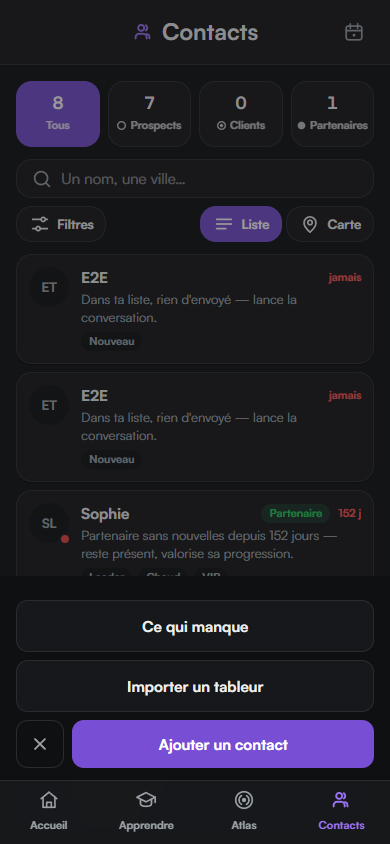 Contacts
8
Tous
7
Prospects
0
Clients
1
Partenaires
Un nom, une ville...
Filtres
Liste
Carte
ET
E2E
jamais
Dans ta liste, rien d'envoyé — lance la
conversation.
Nouveau
ET
E2E
jamais
Dans ta liste, rien d'envoyé — lance la
conversation.
Nouveau
SL
Sophie
Partenaire
152 j
Partenaire sans nouvelles depuis 152 jours —
reste présent, valorise sa progression.
Leader
Chaud
VIP
Ce qui manque
Importer un tableur
Ajouter un contact
Accueil
Apprendre
Atlas
Contacts